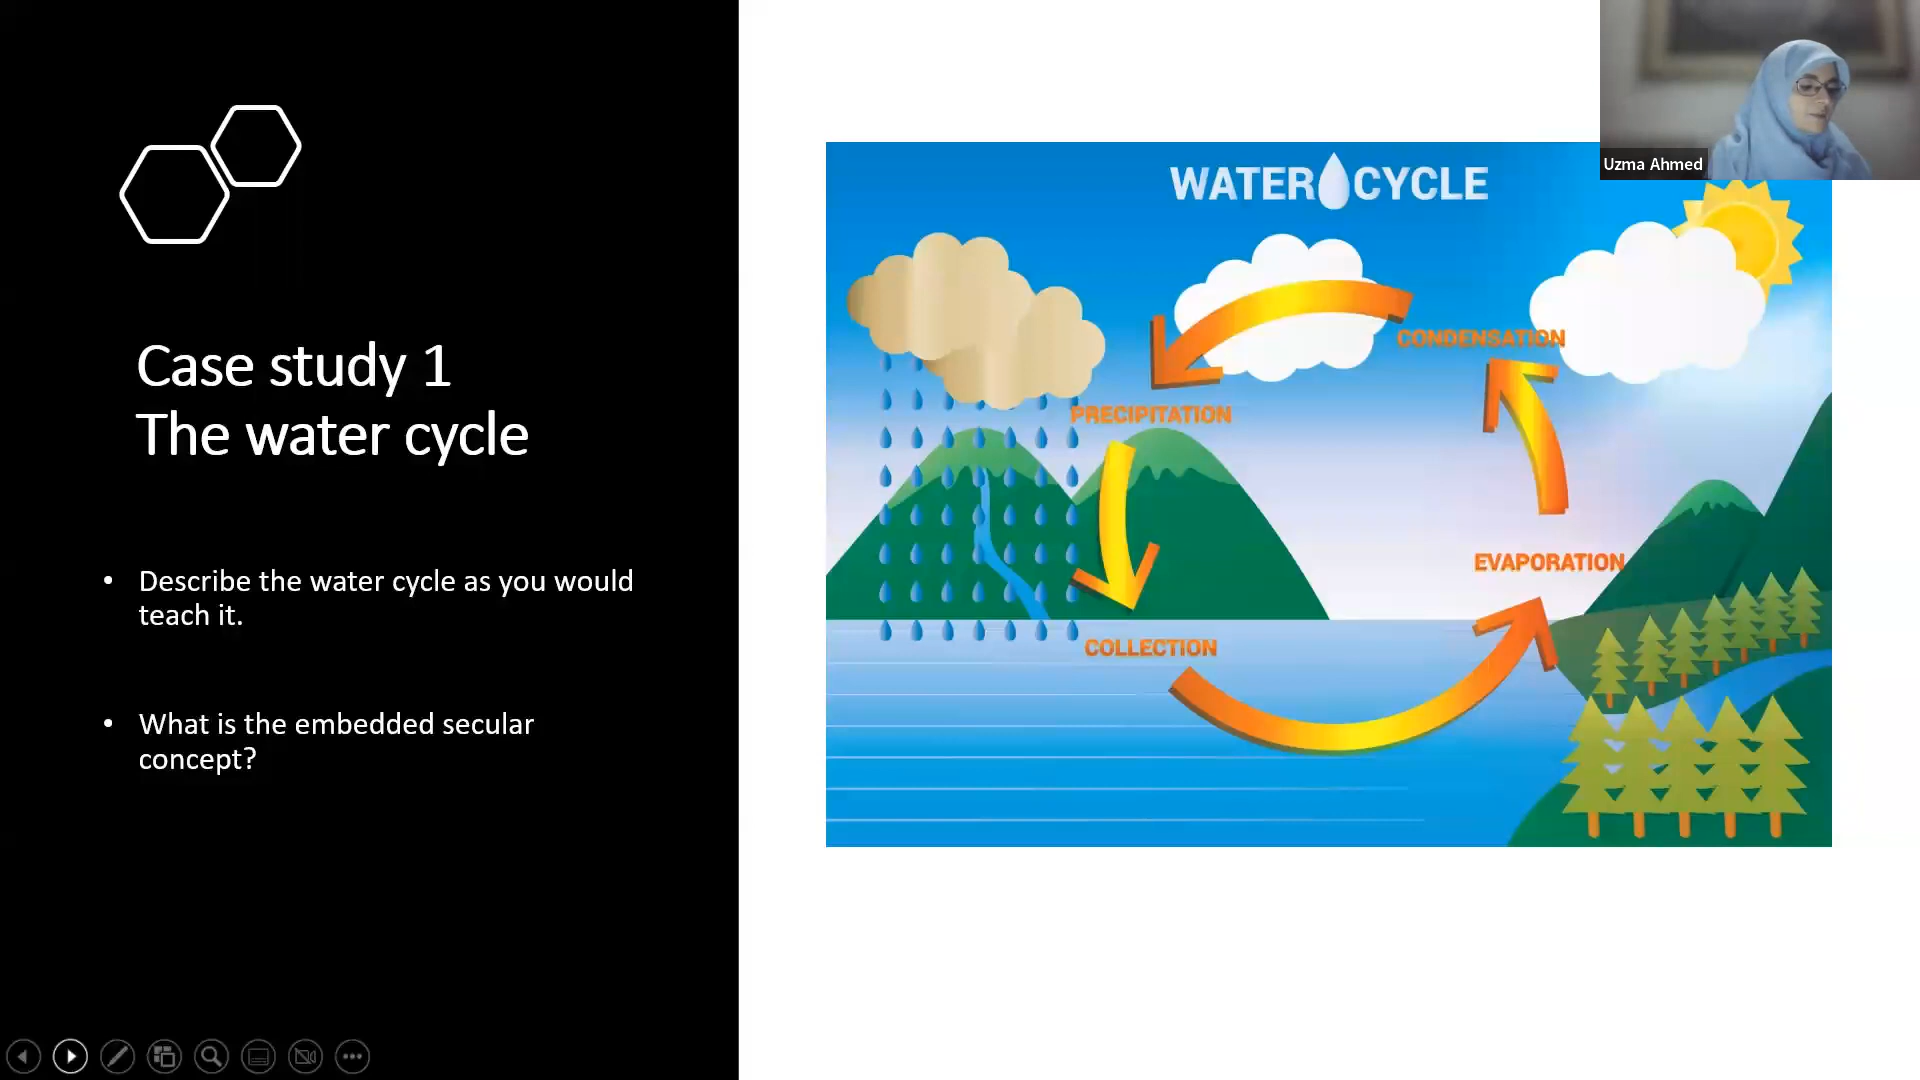 Case study 1
The water cycle
• Describe the water cycle as you would
teach it.
• What is the embedded secular
concept?
WATER CYCLE
CONDENSATION
PRECIPITATION
EVAPORATION
COLLECTION
Uzma Ahmed